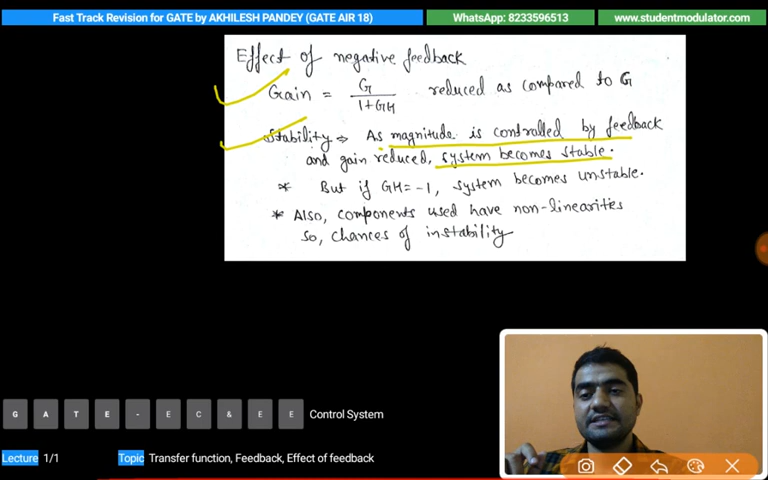 Fast Track Revision for GATE by AKHILESH PANDEY (GATE AIR 18) WhatsApp: 8233596513 www.studentmodulator.com
Effect of negative feedback
Gain = G / 1+GH reduced as compared to G
Stability => As magnitude is controlled by feedback
and gain reduced, system becomes stable.
* But if GH=-1, system becomes unstable.
* Also, components used have non-linearities
so, chances of instability
G A T E - E C & E E Control System
Lecture 1/1 Topic Transfer function, Feedback, Effect of feedback